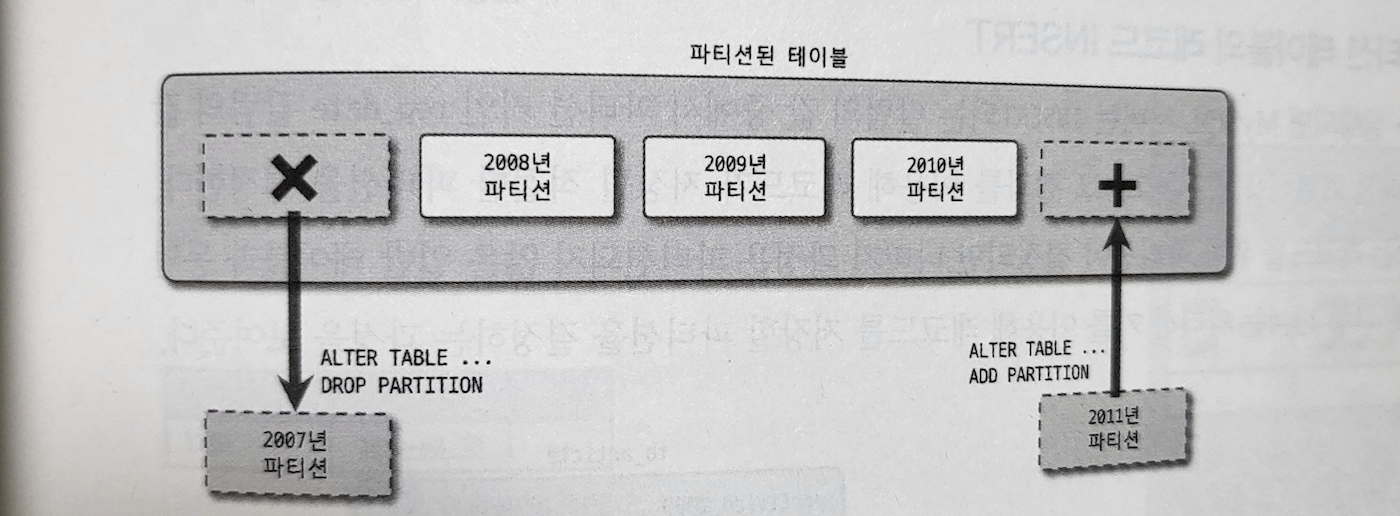 파티션된 테이블
2008년
파티션
2009년
파티션
2010년
파티션
ALTER TABLE ...
DROP PARTITION
2007년
파티션
ALTER TABLE ...
ADD PARTITION
2011년
파티션